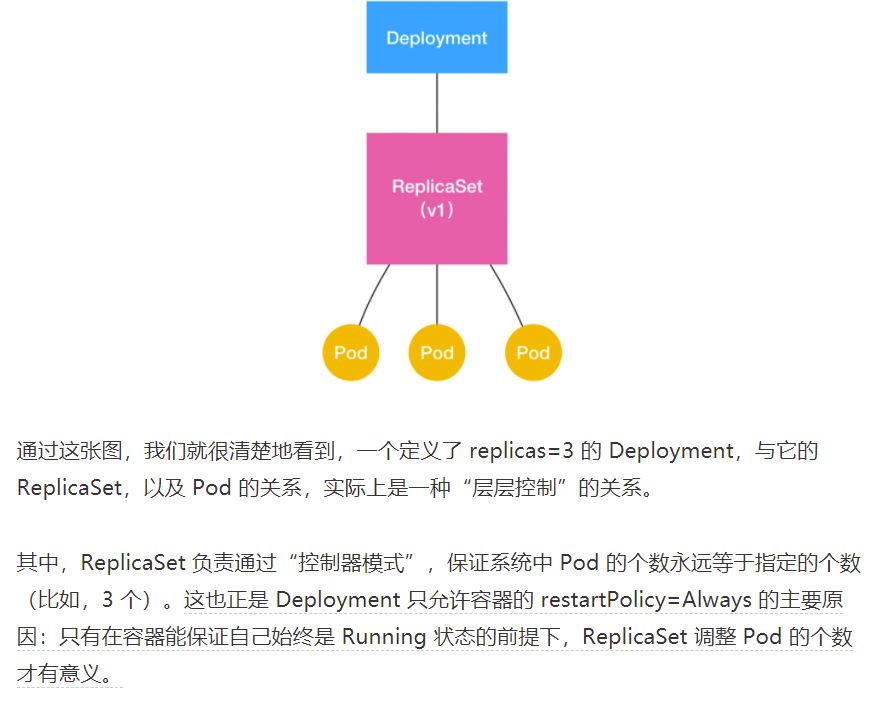 Deployment
ReplicaSet
（v1）
Pod Pod Pod
通过这张图，我们就很清楚地看到，一个定义了 replicas=3 的 Deployment，与它的
ReplicaSet，以及 Pod 的关系，实际上是一种“层层控制”的关系。
其中，ReplicaSet 负责通过“控制器模式”，保证系统中 Pod 的个数永远等于指定的个数
（比如，3 个）。这也正是 Deployment 只允许容器的 restartPolicy=Always 的主要原
因：只有在容器能保证自己始终是 Running 状态的前提下，ReplicaSet 调整 Pod 的个数
才有意义。